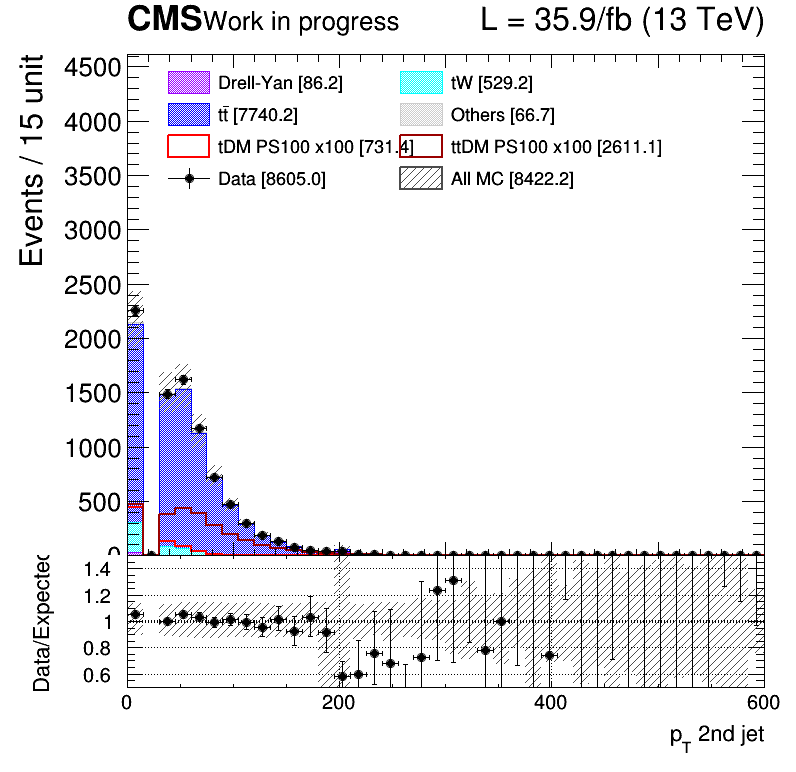 CMS Work in progress L = 35.9/fb (13 TeV)
Events / 15 unit
4500
4000
3500
3000
2500
2000
1500
1000
500
0
Drell-Yan [86.2] tW [529.2]
tt̄ [7740.2] Others [66.7]
tDM PS100 x100 [731.4] ttDM PS100 x100 [2611.1]
Data [8605.0] All MC [8422.2]
Data/Expected
1.4
1.2
1
0.8
0.6
0 200 400 600
p_T 2nd jet